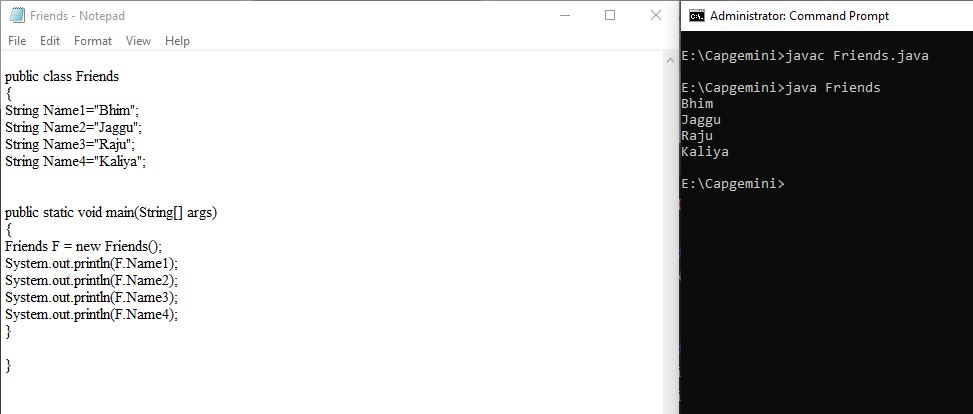 Friends - Notepad
File Edit Format View Help
public class Friends
{
String Name1="Bhim";
String Name2="Jaggu";
String Name3="Raju";
String Name4="Kaliya";
public static void main(String[] args)
{
Friends F = new Friends();
System.out.println(F.Name1);
System.out.println(F.Name2);
System.out.println(F.Name3);
System.out.println(F.Name4);
}
}
Administrator: Command Prompt
E:\Capgemini>javac Friends.java
E:\Capgemini>java Friends
Bhim
Jaggu
Raju
Kaliya
E:\Capgemini>